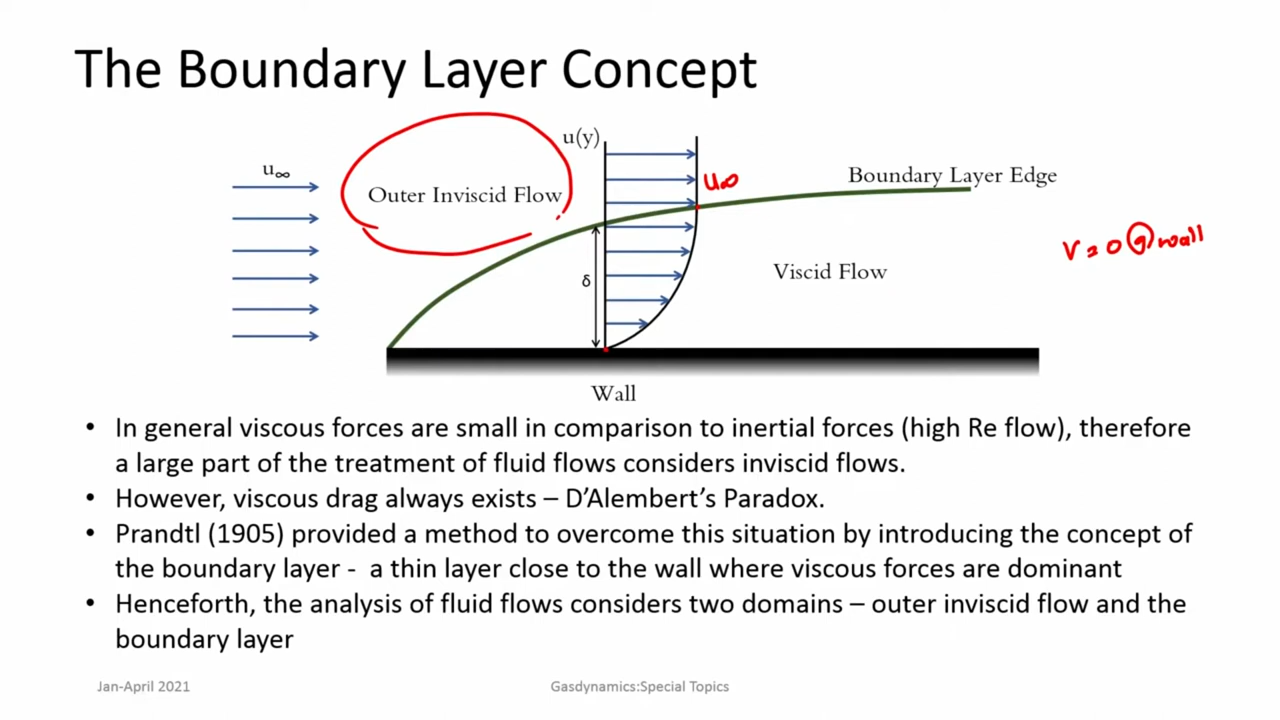 The Boundary Layer Concept
u(y)
u∞
u∞
Outer Inviscid Flow
Boundary Layer Edge
V = 0 @ wall
Viscid Flow
δ
Wall
• In general viscous forces are small in comparison to inertial forces (high Re flow), therefore
a large part of the treatment of fluid flows considers inviscid flows.
• However, viscous drag always exists – D’Alembert’s Paradox.
• Prandtl (1905) provided a method to overcome this situation by introducing the concept of
the boundary layer - a thin layer close to the wall where viscous forces are dominant
• Henceforth, the analysis of fluid flows considers two domains – outer inviscid flow and the
boundary layer
Jan-April 2021
Gasdynamics:Special Topics